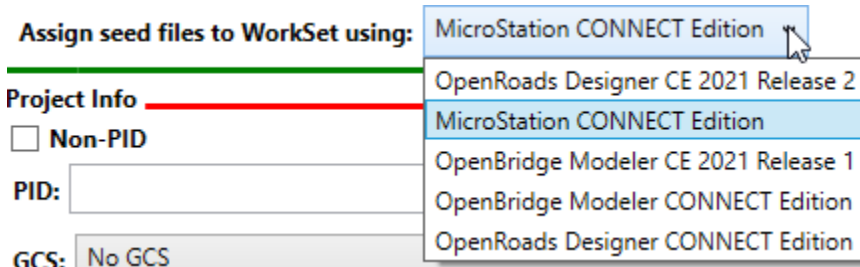 Assign seed files to WorkSet using: MicroStation CONNECT Edition
OpenRoads Designer CE 2021 Release 2
Project Info
MicroStation CONNECT Edition
Non-PID
OpenBridge Modeler CE 2021 Release 1
PID:
OpenBridge Modeler CONNECT Edition
OpenRoads Designer CONNECT Edition
GCS: No GCS